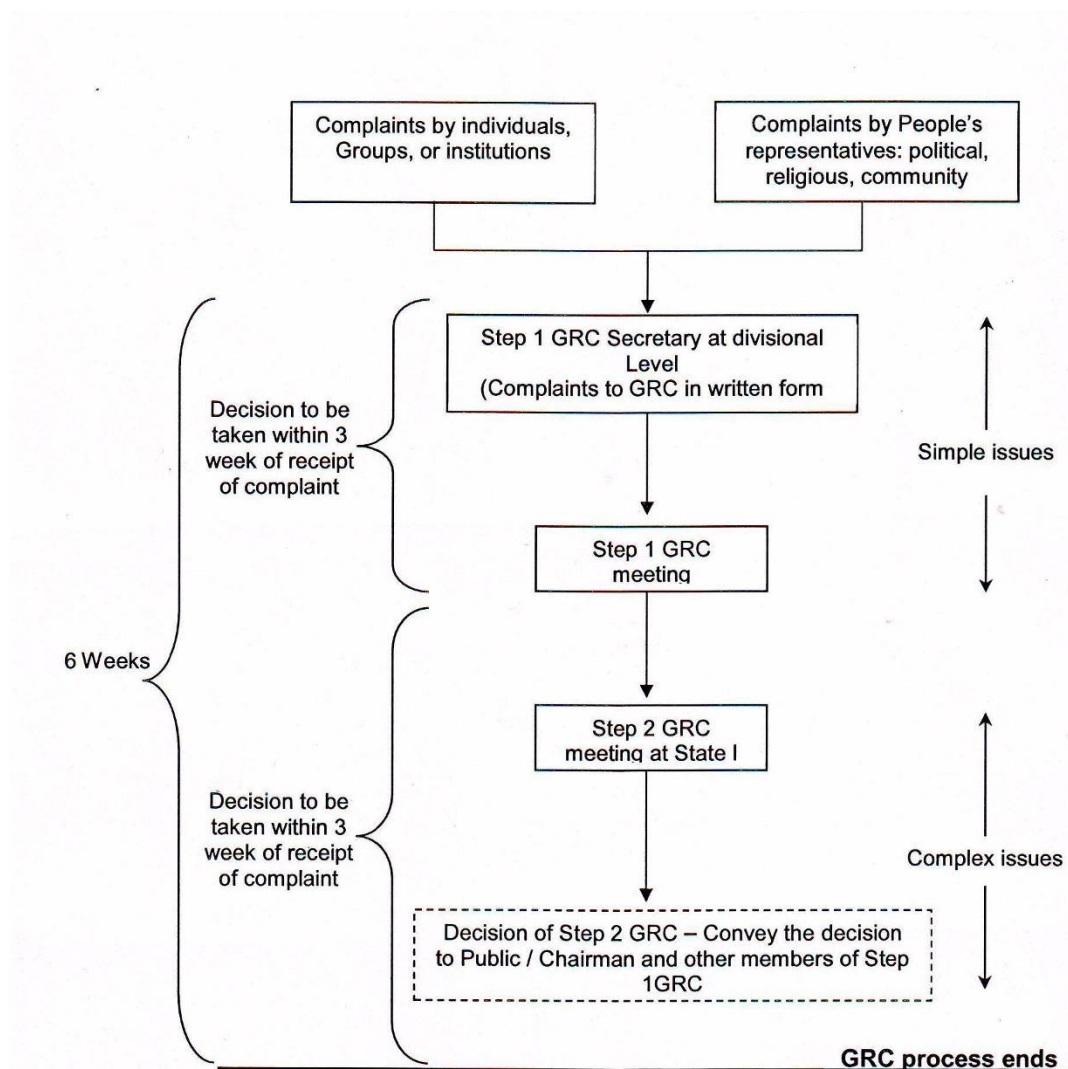 Complaints by individuals,
Groups, or institutions
Complaints by People's
representatives: political,
religious, community
Step 1 GRC Secretary at divisional
Level
(Complaints to GRC in written form
Decision to be
taken within 3
week of receipt
of complaint
Simple issues
Step 1 GRC
meeting
6 Weeks
Step 2 GRC
meeting at State l
Decision to be
taken within 3
week of receipt
of complaint
Complex issues
Decision of Step 2 GRC – Convey the decision
to Public / Chairman and other members of Step
1GRC
GRC process ends